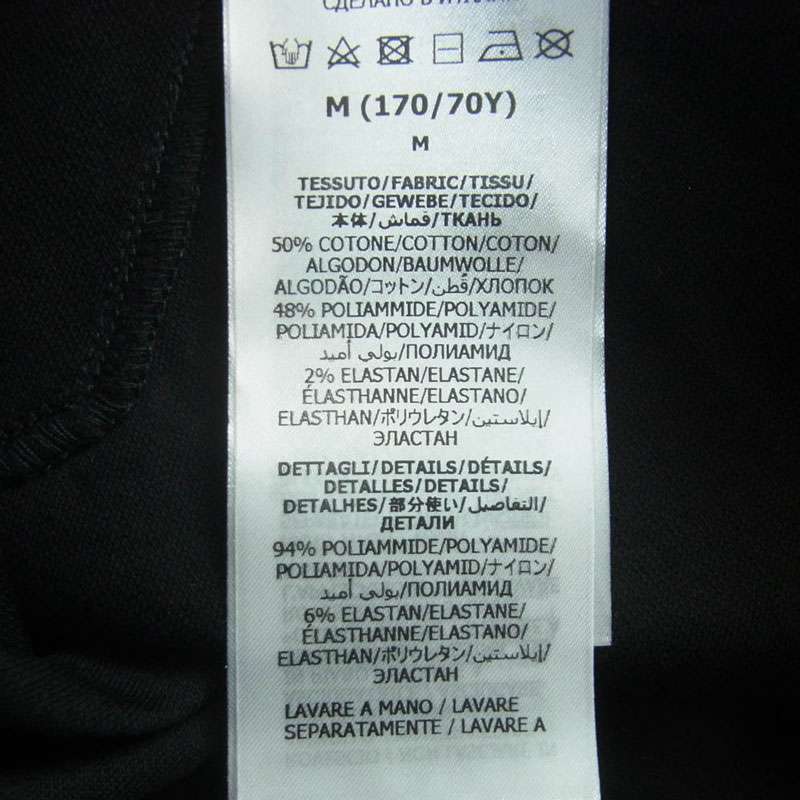 СДЕЛАНО В ИТАЛИИ
M (170/70Y)
M
TESSUTO/FABRIC/TISSU/
TEJIDO/GEWEBE/TECIDO/
本体/قماش/ТКАНЬ
50% COTONE/COTTON/COTON/
ALGODON/BAUMWOLLE/
ALGODÃO/コットン/قُطن/ХЛОПОК
48% POLIAMMIDE/POLYAMIDE/
POLIAMIDA/POLYAMID/ナイロン/
بولي أميد/ПОЛИАМИД
2% ELASTAN/ELASTANE/
ÉLASTHANNE/ELASTANO/
ELASTHAN/ポリウレタン/إيلاستين/
ЭЛАСТАН
DETTAGLI/DETAILS/DÉTAILS/
DETALLES/DETAILS/
DETALHES/部分使い/التفاصيل/
ДЕТАЛИ
94% POLIAMMIDE/POLYAMIDE/
POLIAMIDA/POLYAMID/ナイロン/
بولي أميد/ПОЛИАМИД
6% ELASTAN/ELASTANE/
ÉLASTHANNE/ELASTANO/
ELASTHAN/ポリウレタン/إيلاستين/
ЭЛАСТАН
LAVARE A MANO / LAVARE
SEPARATAMENTE / LAVARE A